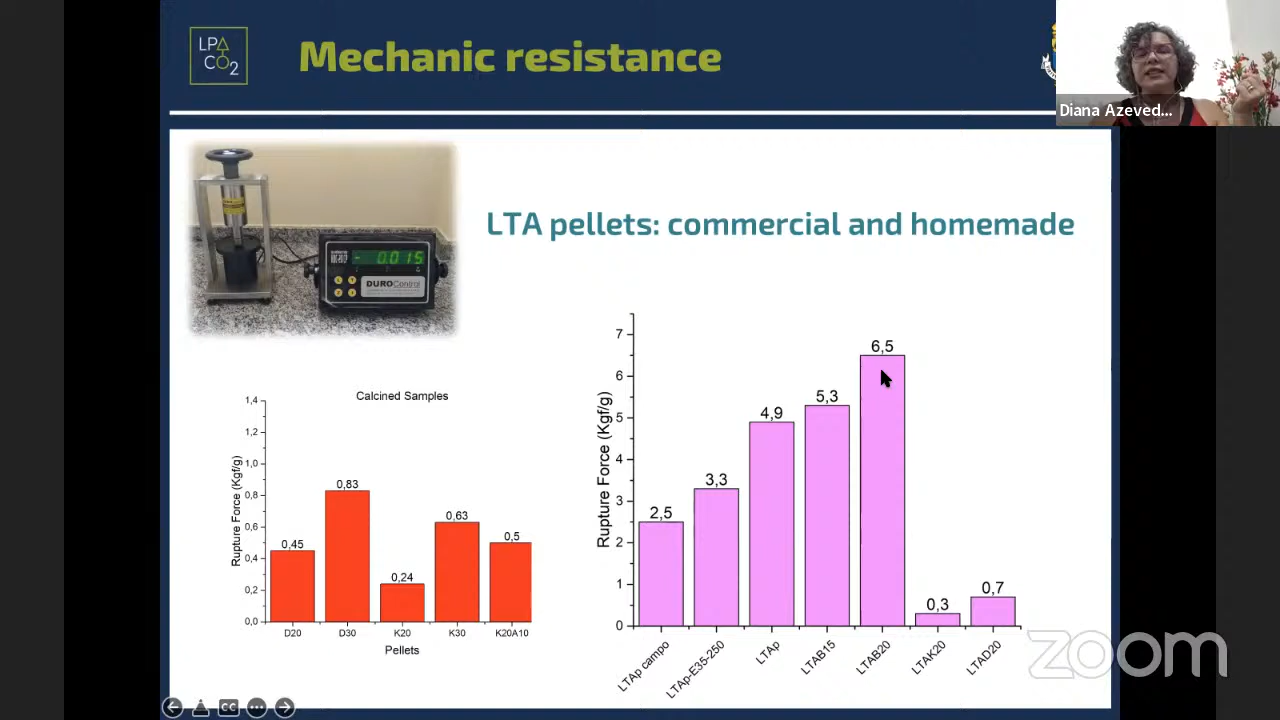 LPA
CO2
Mechanic resistance
Diana Azeved...
LTA pellets: commercial and homemade
- 0.015
DUROControl
Calcined Samples
Rupture Force (Kgf/g)
1,4
1,2
1,0
0,8
0,6
0,4
0,2
0,0
0,45
0,83
0,24
0,63
0,5
D20
D30
K20
K30
K20A10
Pellets
Rupture Force (Kgf/g)
7
6
5
4
3
2
1
0
2,5
3,3
4,9
5,3
6,5
0,3
0,7
LTAp campo
LTAp-E35-250
LTAp
LTAB15
LTAB20
LTAK20
LTAD20
CC
zoom